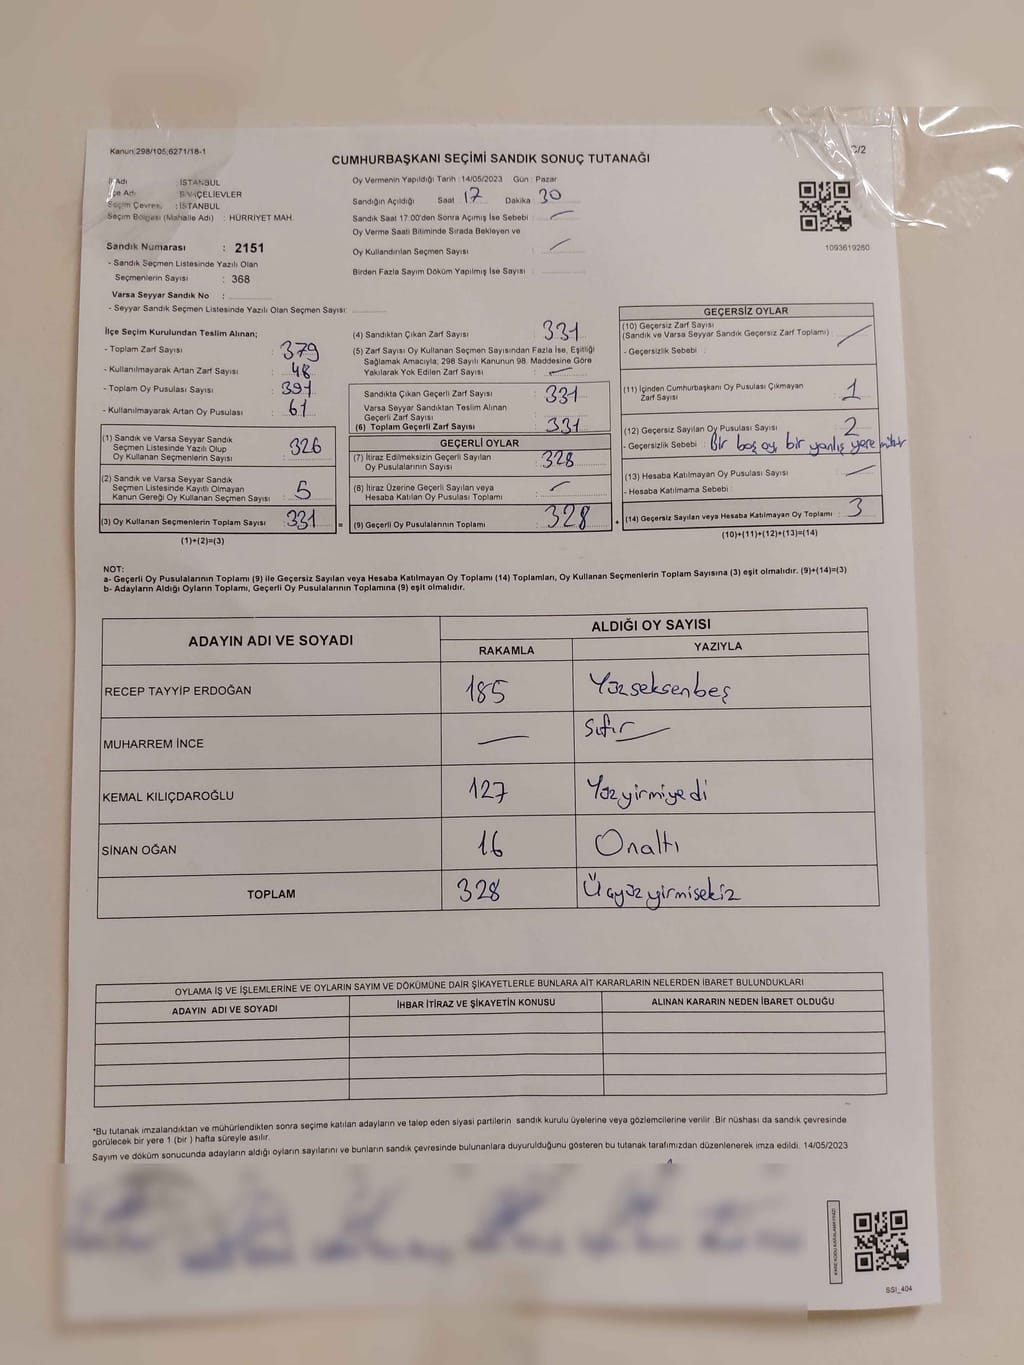 Kanun 298/105,6271/18-1
CUMHURBAŞKANI SEÇİMİ SANDIK SONUÇ TUTANAĞI
C/2
İl Adı : İSTANBUL
İlçe Adı : BAHÇELİEVLER
Seçim Çevresi : İSTANBUL
Seçim Bölgesi (Mahalle Adı) : HÜRRİYET MAH.
Sandık Numarası : 2151
- Sandık Seçmen Listesinde Yazılı Olan
Seçmenlerin Sayısı : 368
Varsa Seyyar Sandık No :
- Seyyar Sandık Seçmen Listesinde Yazılı Olan Seçmen Sayısı:
Oy Vermenin Yapıldığı Tarih : 14/05/2023 Gün : Pazar
Sandığın Açıldığı Saat 17 Dakika 30
Sandık Saat 17:00'den Sonra Açımış İse Sebebi :
Oy Verme Saati Bitiminde Sırada Bekleyen ve
Oy Kullandırılan Seçmen Sayısı :
Birden Fazla Sayım Döküm Yapılmış İse Sayısı :
1093619260
İlçe Seçim Kurulundan Teslim Alınan;
- Toplam Zarf Sayısı : 379
- Kullanılmayarak Artan Zarf Sayısı : 48
- Toplam Oy Pusulası Sayısı : 391
- Kullanılmayarak Artan Oy Pusulası : 61
(1) Sandık ve Varsa Seyyar Sandık
Seçmen Listesinde Yazılı Olup
Oy Kullanan Seçmenlerin Sayısı : 326
(2) Sandık ve Varsa Seyyar Sandık
Seçmen Listesinde Kayıtlı Olmayan
Kanun Gereği Oy Kullanan Seçmen Sayısı : 5
(3) Oy Kullanan Seçmenlerin Toplam Sayısı : 331 =
(1)+(2)=(3)
(4) Sandıktan Çıkan Zarf Sayısı : 331
(5) Zarf Sayısı Oy Kullanan Seçmen Sayısından Fazla İse, Eşitliği
Sağlamak Amacıyla; 298 Sayılı Kanunun 98. Maddesine Göre
Yakılarak Yok Edilen Zarf Sayısı :
Sandıkta Çıkan Geçerli Zarf Sayısı : 331
Varsa Seyyar Sandıktan Teslim Alınan
Geçerli Zarf Sayısı :
(6) Toplam Geçerli Zarf Sayısı : 331
GEÇERLİ OYLAR
(7) İtiraz Edilmeksizin Geçerli Sayılan
Oy Pusulalarının Sayısı : 328
(8) İtiraz Üzerine Geçerli Sayılan veya
Hesaba Katılan Oy Pusulası Toplamı :
(9) Geçerli Oy Pusulalarının Toplamı : 328 +
GEÇERSİZ OYLAR
(10) Geçersiz Zarf Sayısı
(Sandık ve Varsa Seyyar Sandık Geçersiz Zarf Toplamı) :
- Geçersizlik Sebebi :
(11) İçinden Cumhurbaşkanı Oy Pusulası Çıkmayan
Zarf Sayısı : 1
(12) Geçersiz Sayılan Oy Pusulası Sayısı : 2
- Geçersizlik Sebebi : Bir boş oy, bir yanlış yere mühür
(13) Hesaba Katılmayan Oy Pusulası Sayısı :
- Hesaba Katılmama Sebebi :
(14) Geçersiz Sayılan veya Hesaba Katılmayan Oy Toplamı : 3
(10)+(11)+(12)+(13)=(14)
NOT:
a- Geçerli Oy Pusulalarının Toplamı (9) ile Geçersiz Sayılan veya Hesaba Katılmayan Oy Toplamı (14) Toplamları, Oy Kullanan Seçmenlerin Toplam Sayısına (3) eşit olmalıdır. (9)+(14)=(3)
b- Adayların Aldığı Oyların Toplamı, Geçerli Oy Pusulalarının Toplamına (9) eşit olmalıdır.
ADAYIN ADI VE SOYADI
ALDIĞI OY SAYISI
RAKAMLA YAZIYLA
RECEP TAYYİP ERDOĞAN 185 Yüzseksenbeş
MUHARREM İNCE — Sıfır
KEMAL KILIÇDAROĞLU 127 Yüzyirmiyedi
SİNAN OĞAN 16 Onaltı
TOPLAM 328 Üçyüzyirmisekiz
OYLAMA İŞ VE İŞLEMLERİNE VE OYLARIN SAYIM VE DÖKÜMÜNE DAİR ŞİKAYETLERLE BUNLARA AİT KARARLARIN NELERDEN İBARET BULUNDUKLARI
ADAYIN ADI VE SOYADI İHBAR İTİRAZ VE ŞİKAYETİN KONUSU ALINAN KARARIN NEDEN İBARET OLDUĞU
*Bu tutanak imzalandıktan ve mühürlendikten sonra seçime katılan adayların ve talep eden siyasi partilerin sandık kurulu üyelerine veya gözlemcilerine verilir. Bir nüshası da sandık çevresinde
görülecek bir yere 1 (bir ) hafta süreyle asılır.
Sayım ve döküm sonucunda adayların aldığı oyların sayılarını ve bunların sandık çevresinde bulunanlara duyurulduğunu gösteren bu tutanak tarafımızdan düzenlenerek imza edildi. 14/05/2023
SSI_404